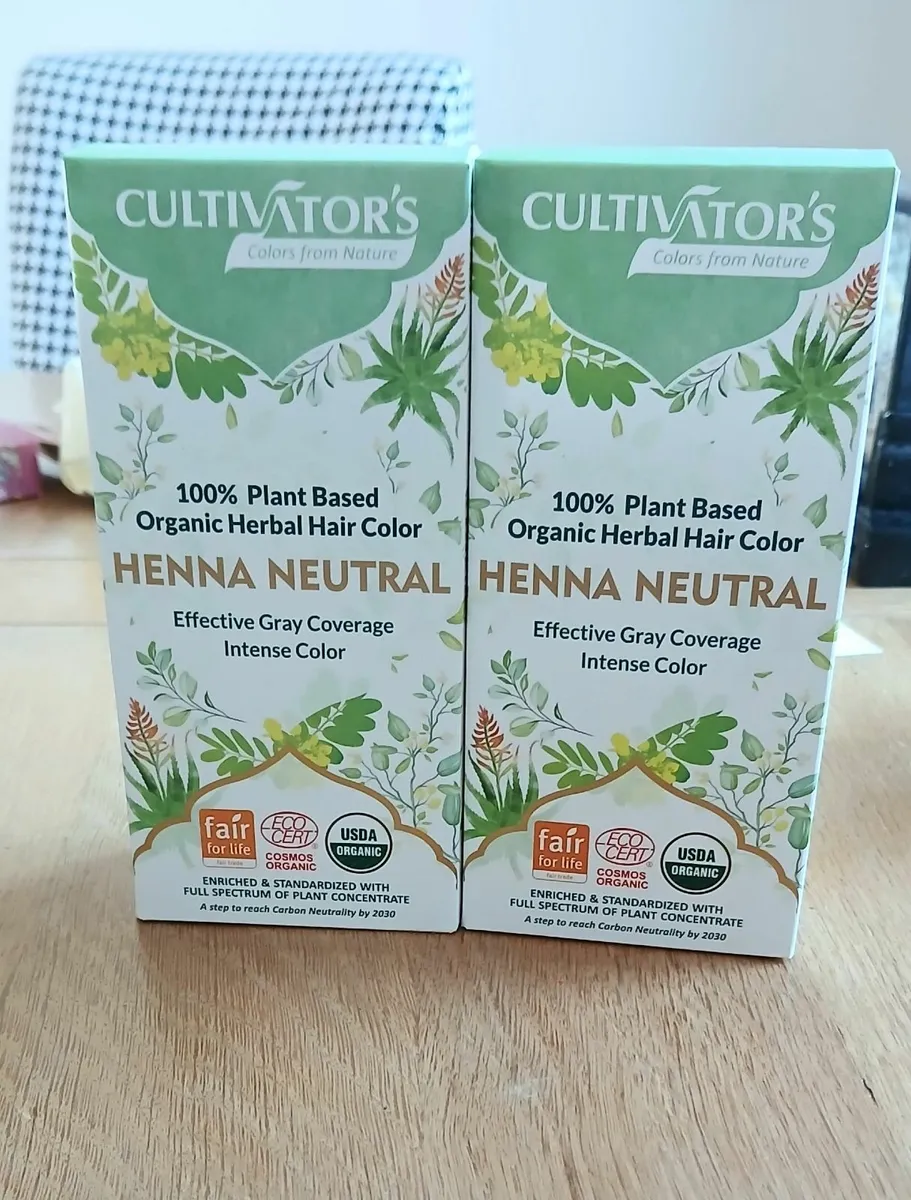 CULTIVATOR'S
Colors from Nature
100% Plant Based
Organic Herbal Hair Color
HENNA NEUTRAL
Effective Gray Coverage
Intense Color
fair
for life
fair trade
ECO
CERT
®
COSMOS
ORGANIC
USDA
ORGANIC
ENRICHED & STANDARDIZED WITH
FULL SPECTRUM OF PLANT CONCENTRATE
A step to reach Carbon Neutrality by 2030
CULTIVATOR'S
Colors from Nature
100% Plant Based
Organic Herbal Hair Color
HENNA NEUTRAL
Effective Gray Coverage
Intense Color
fair
for life
fair trade
ECO
CERT
®
COSMOS
ORGANIC
USDA
ORGANIC
ENRICHED & STANDARDIZED WITH
FULL SPECTRUM OF PLANT CONCENTRATE
A step to reach Carbon Neutrality by 2030